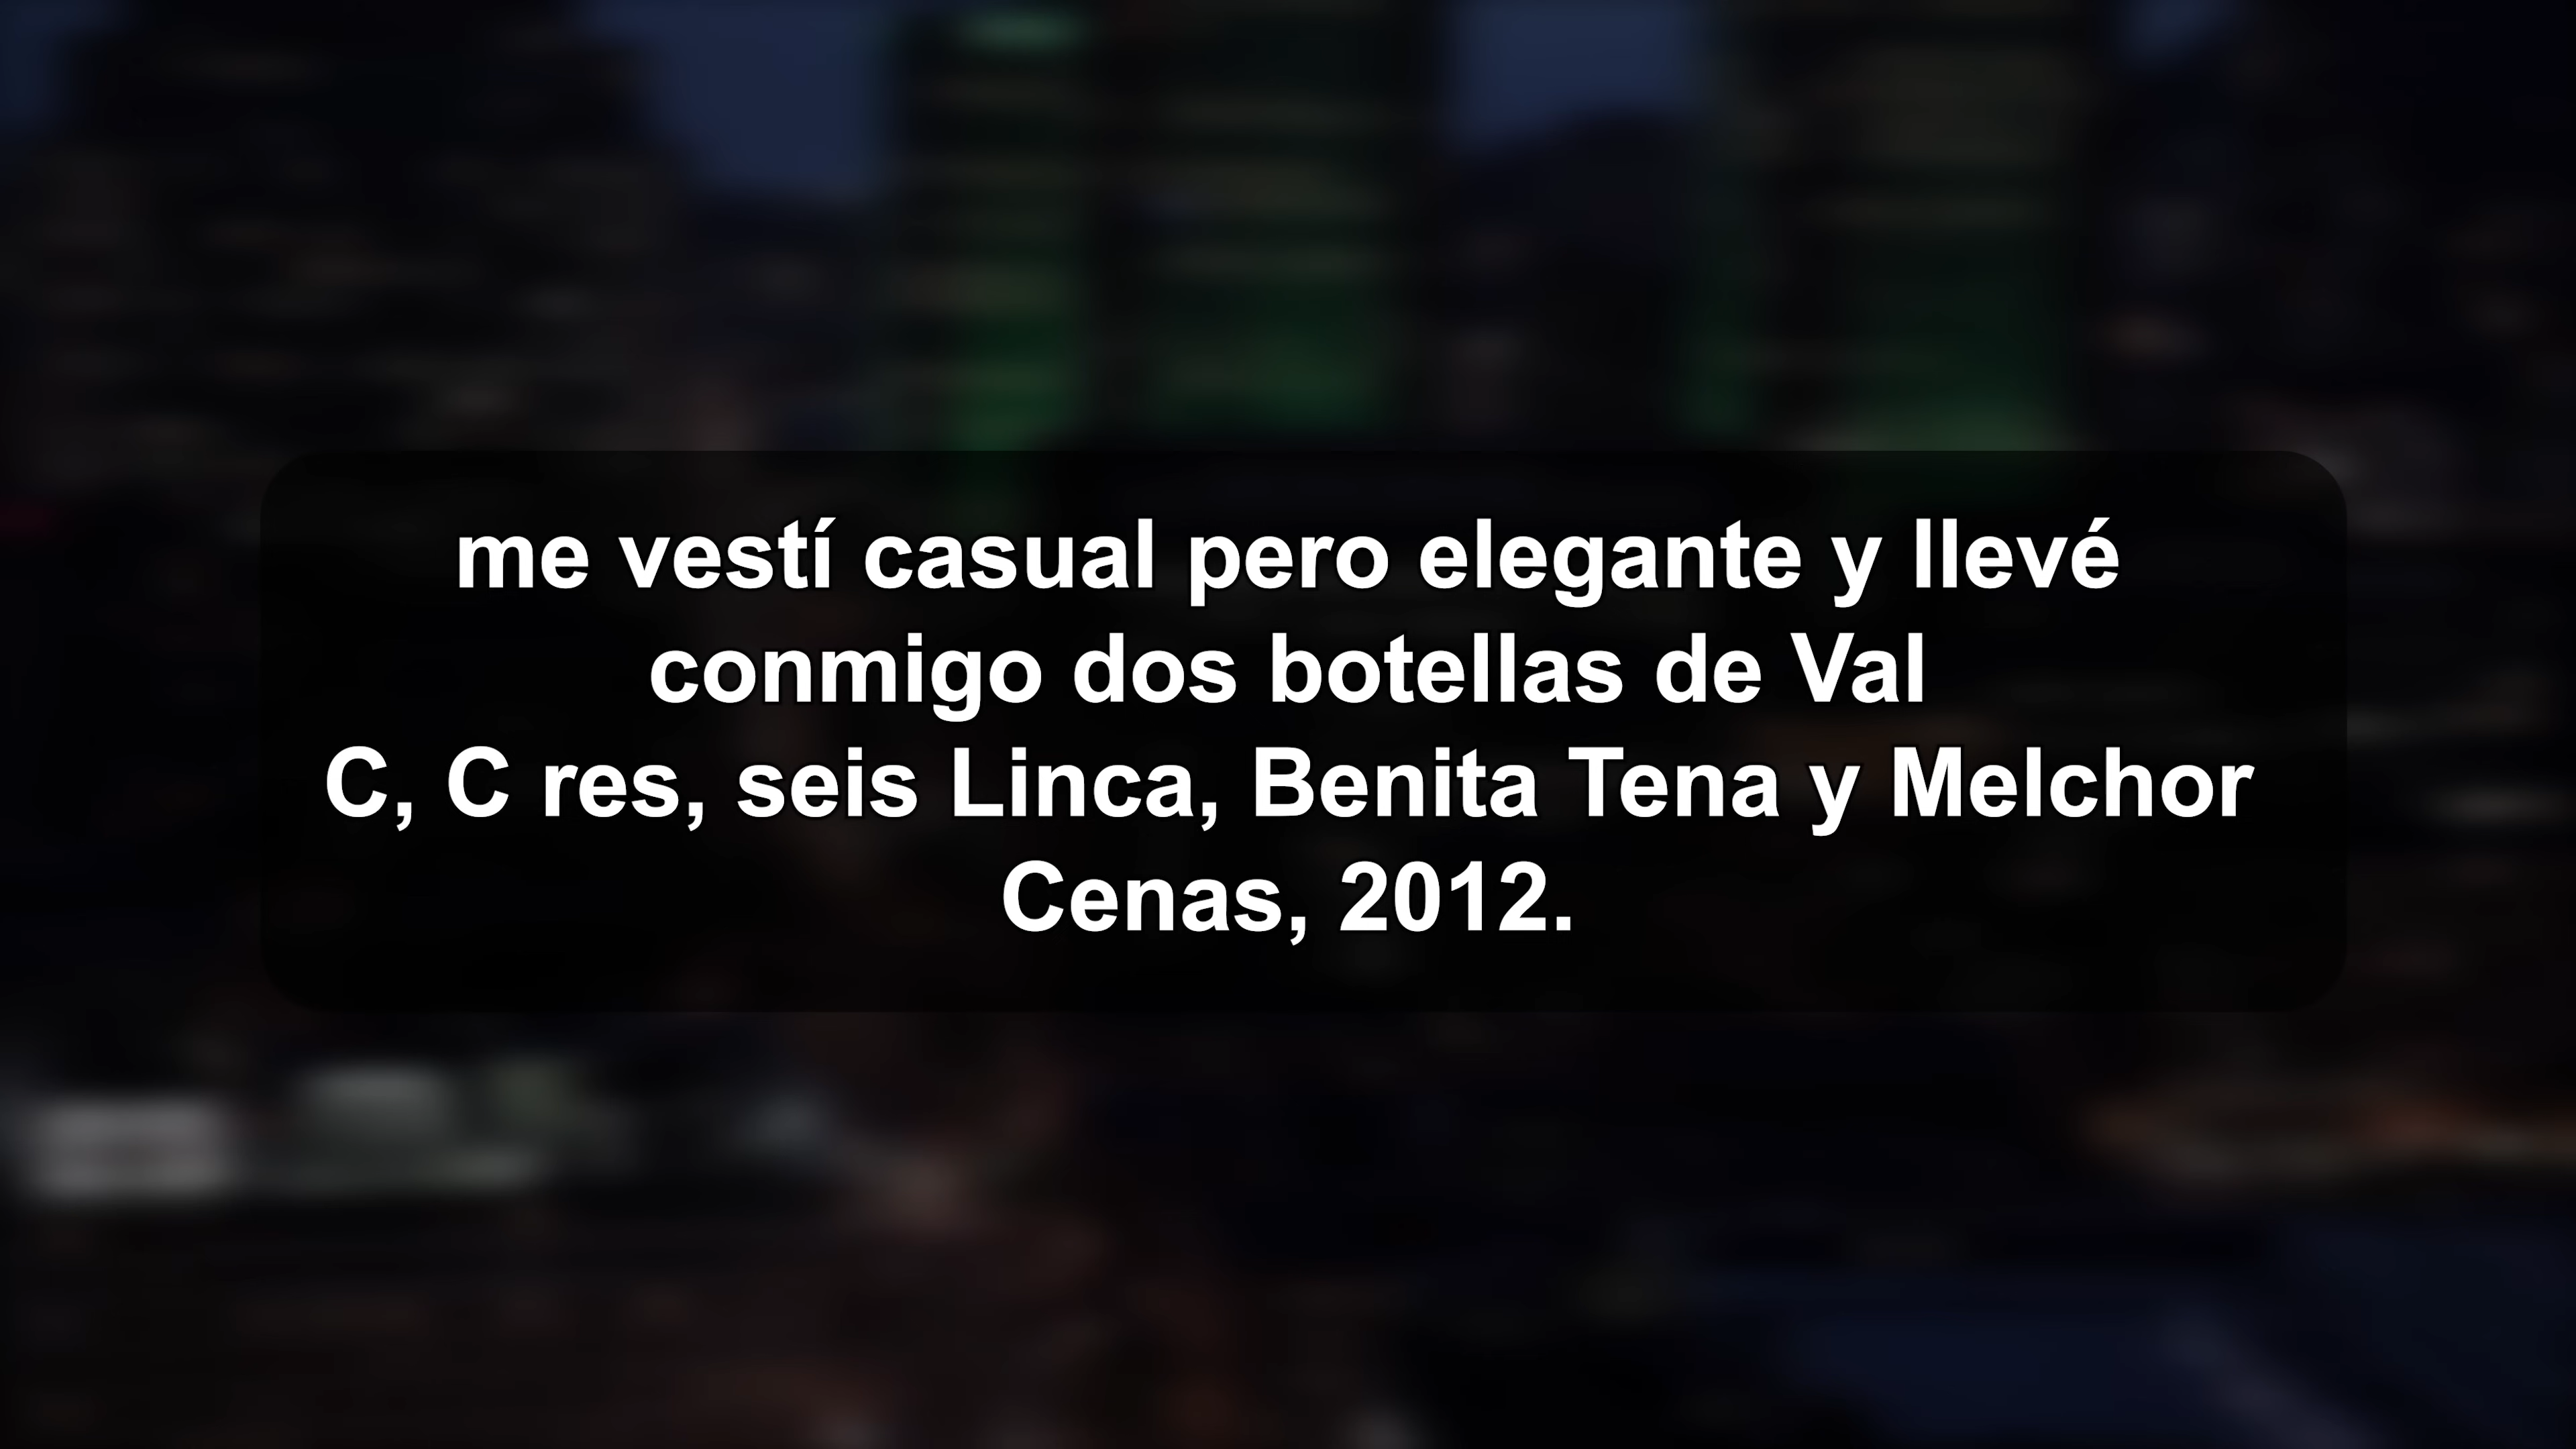 me vestí casual pero elegante y llevé
conmigo dos botellas de Val
C, C res, seis Linca, Benita Tena y Melchor
Cenas, 2012.